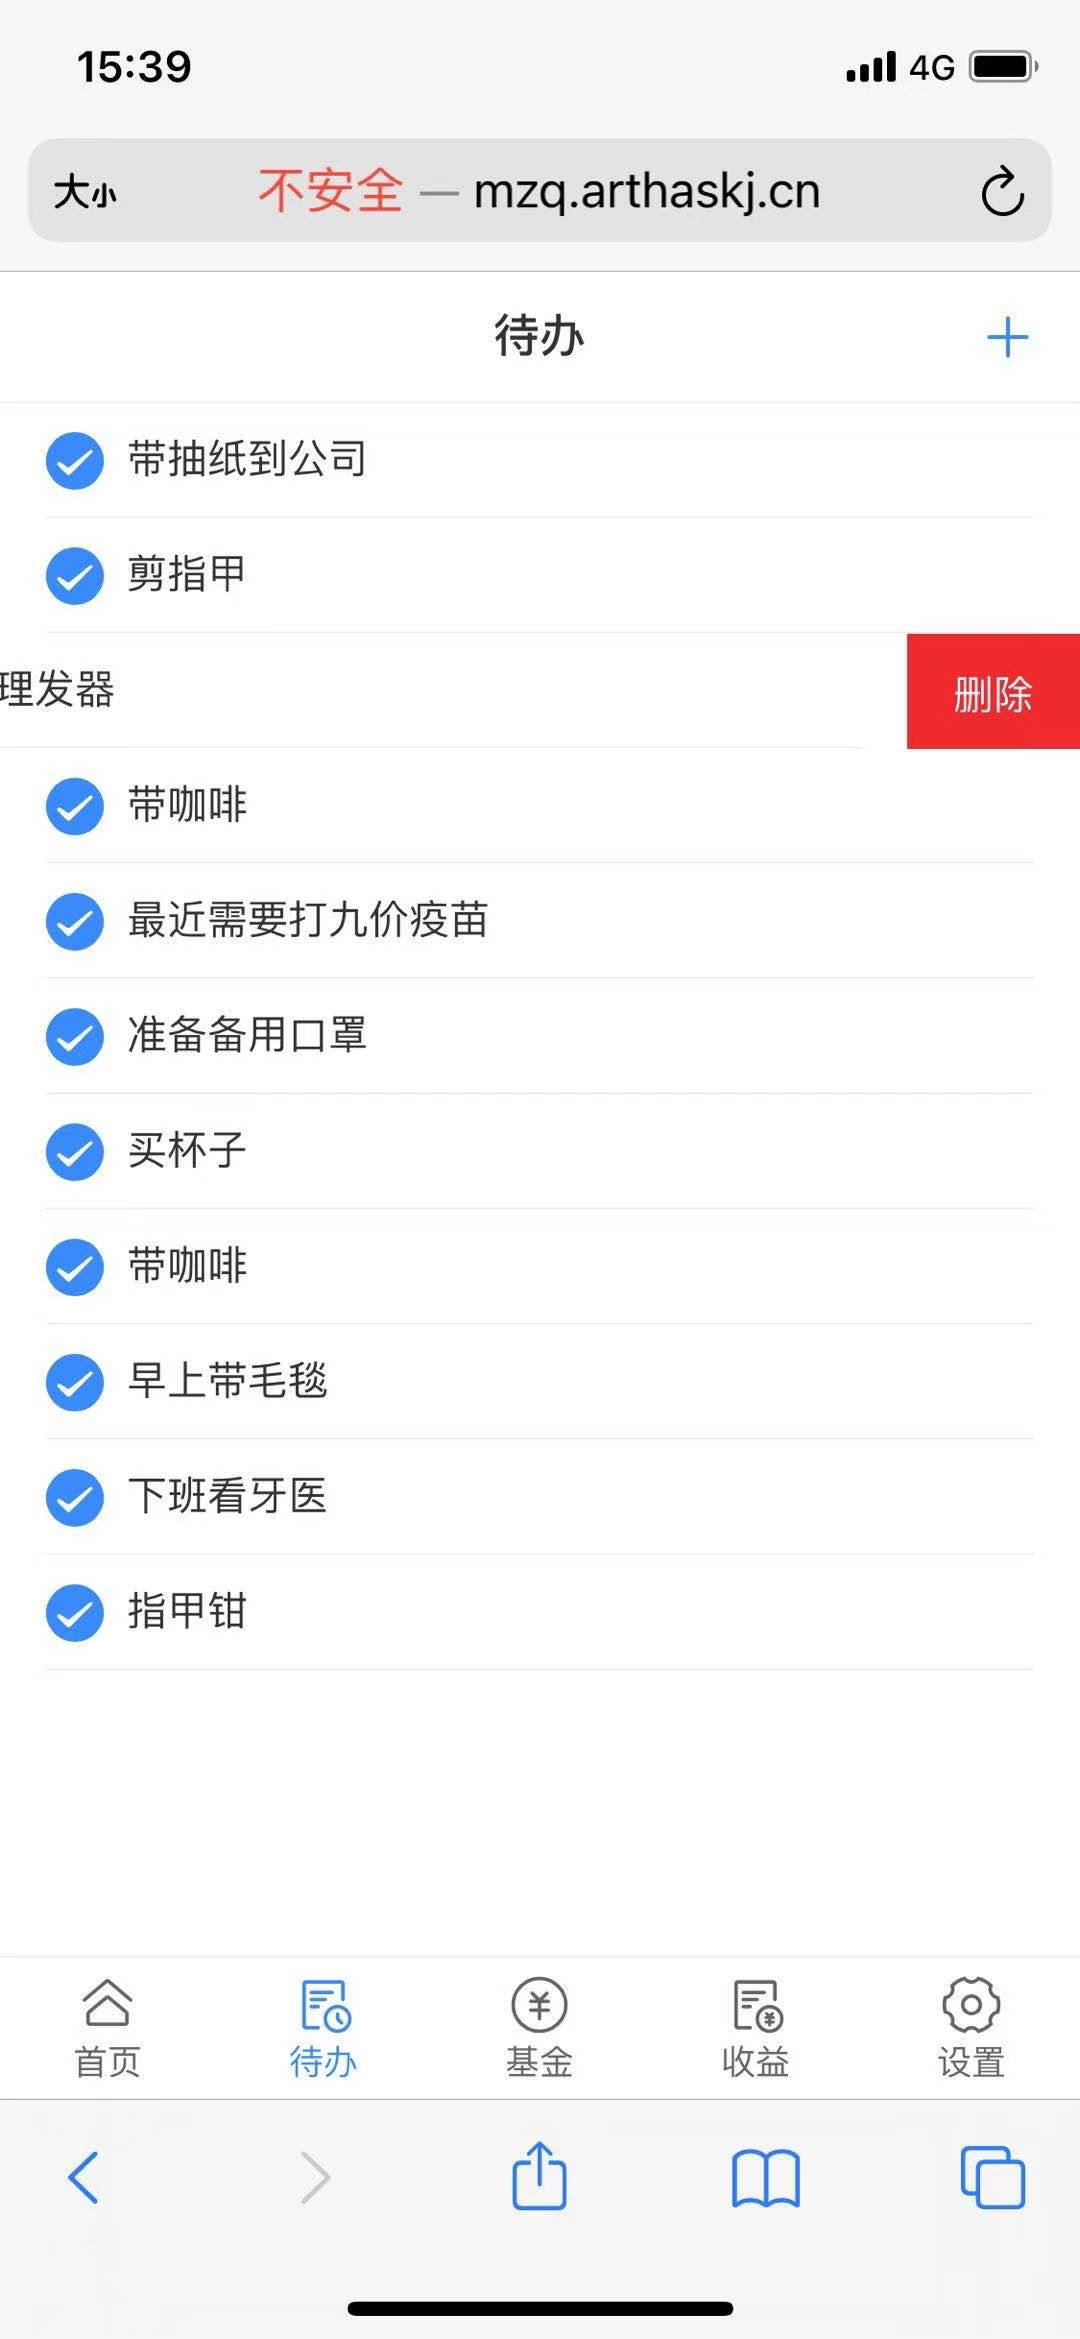 15:39
4G
大小
不安全 — mzq.arthaskj.cn
待办
带抽纸到公司
剪指甲
理发器
删除
带咖啡
最近需要打九价疫苗
准备备用口罩
买杯子
带咖啡
早上带毛毯
下班看牙医
指甲钳
首页
待办
基金
收益
设置